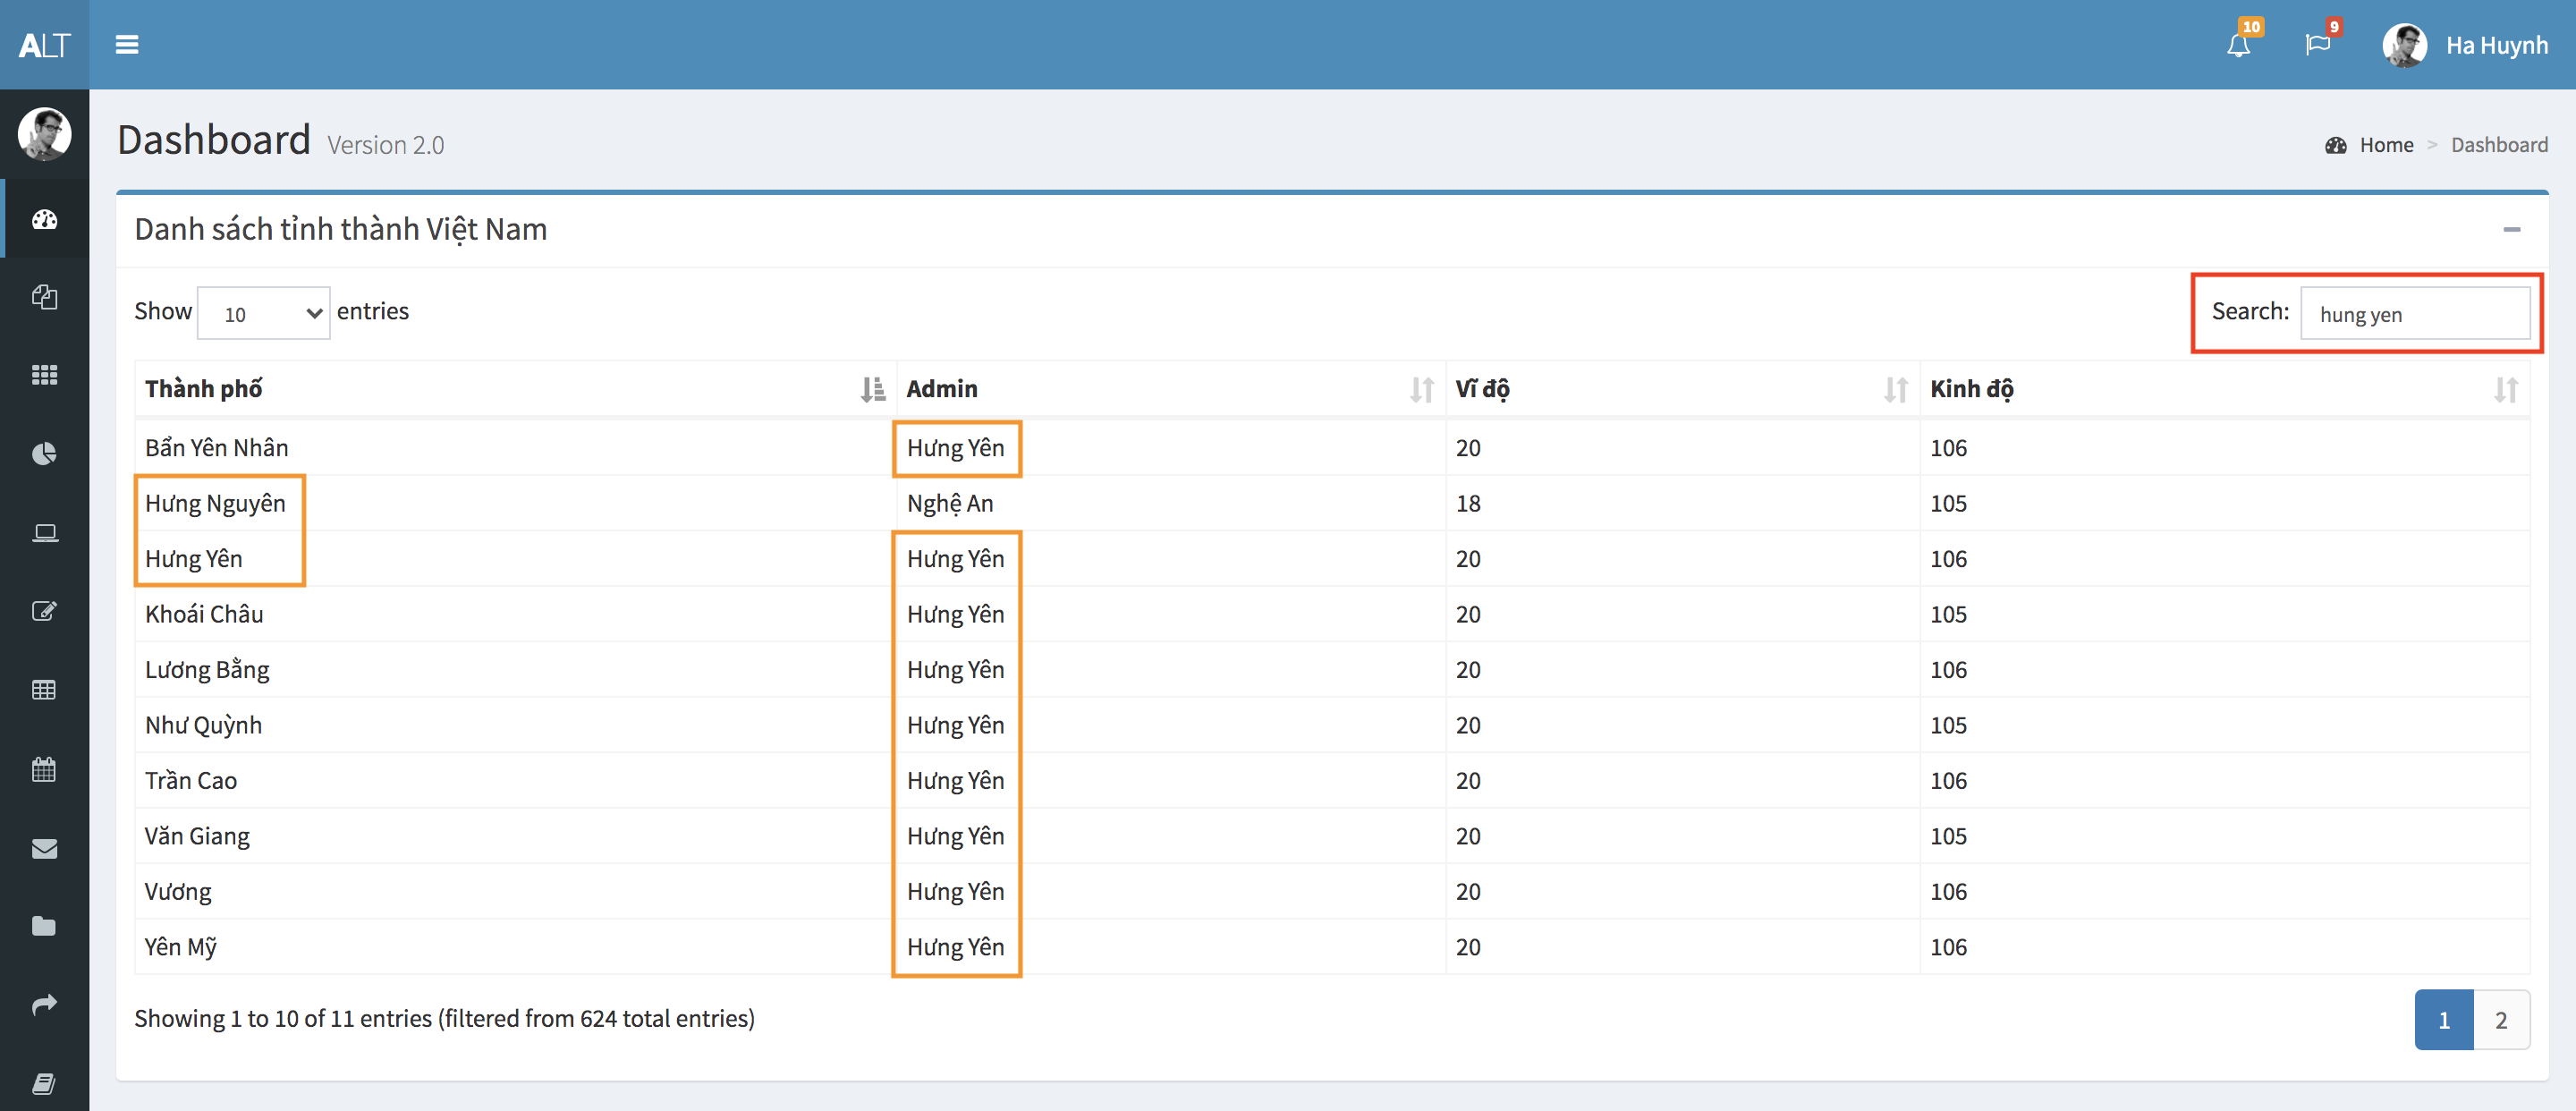 ALT
10
9
Ha Huynh
Dashboard Version 2.0
Home > Dashboard
Danh sách tỉnh thành Việt Nam
Show 10 entries
Search: hung yen
Thành phố Admin Vĩ độ Kinh độ
Bẩn Yên Nhân Hưng Yên 20 106
Hưng Nguyên Nghệ An 18 105
Hưng Yên Hưng Yên 20 106
Khoái Châu Hưng Yên 20 105
Lương Bằng Hưng Yên 20 106
Như Quỳnh Hưng Yên 20 105
Trần Cao Hưng Yên 20 106
Văn Giang Hưng Yên 20 105
Vương Hưng Yên 20 106
Yên Mỹ Hưng Yên 20 106
Showing 1 to 10 of 11 entries (filtered from 624 total entries)
1 2